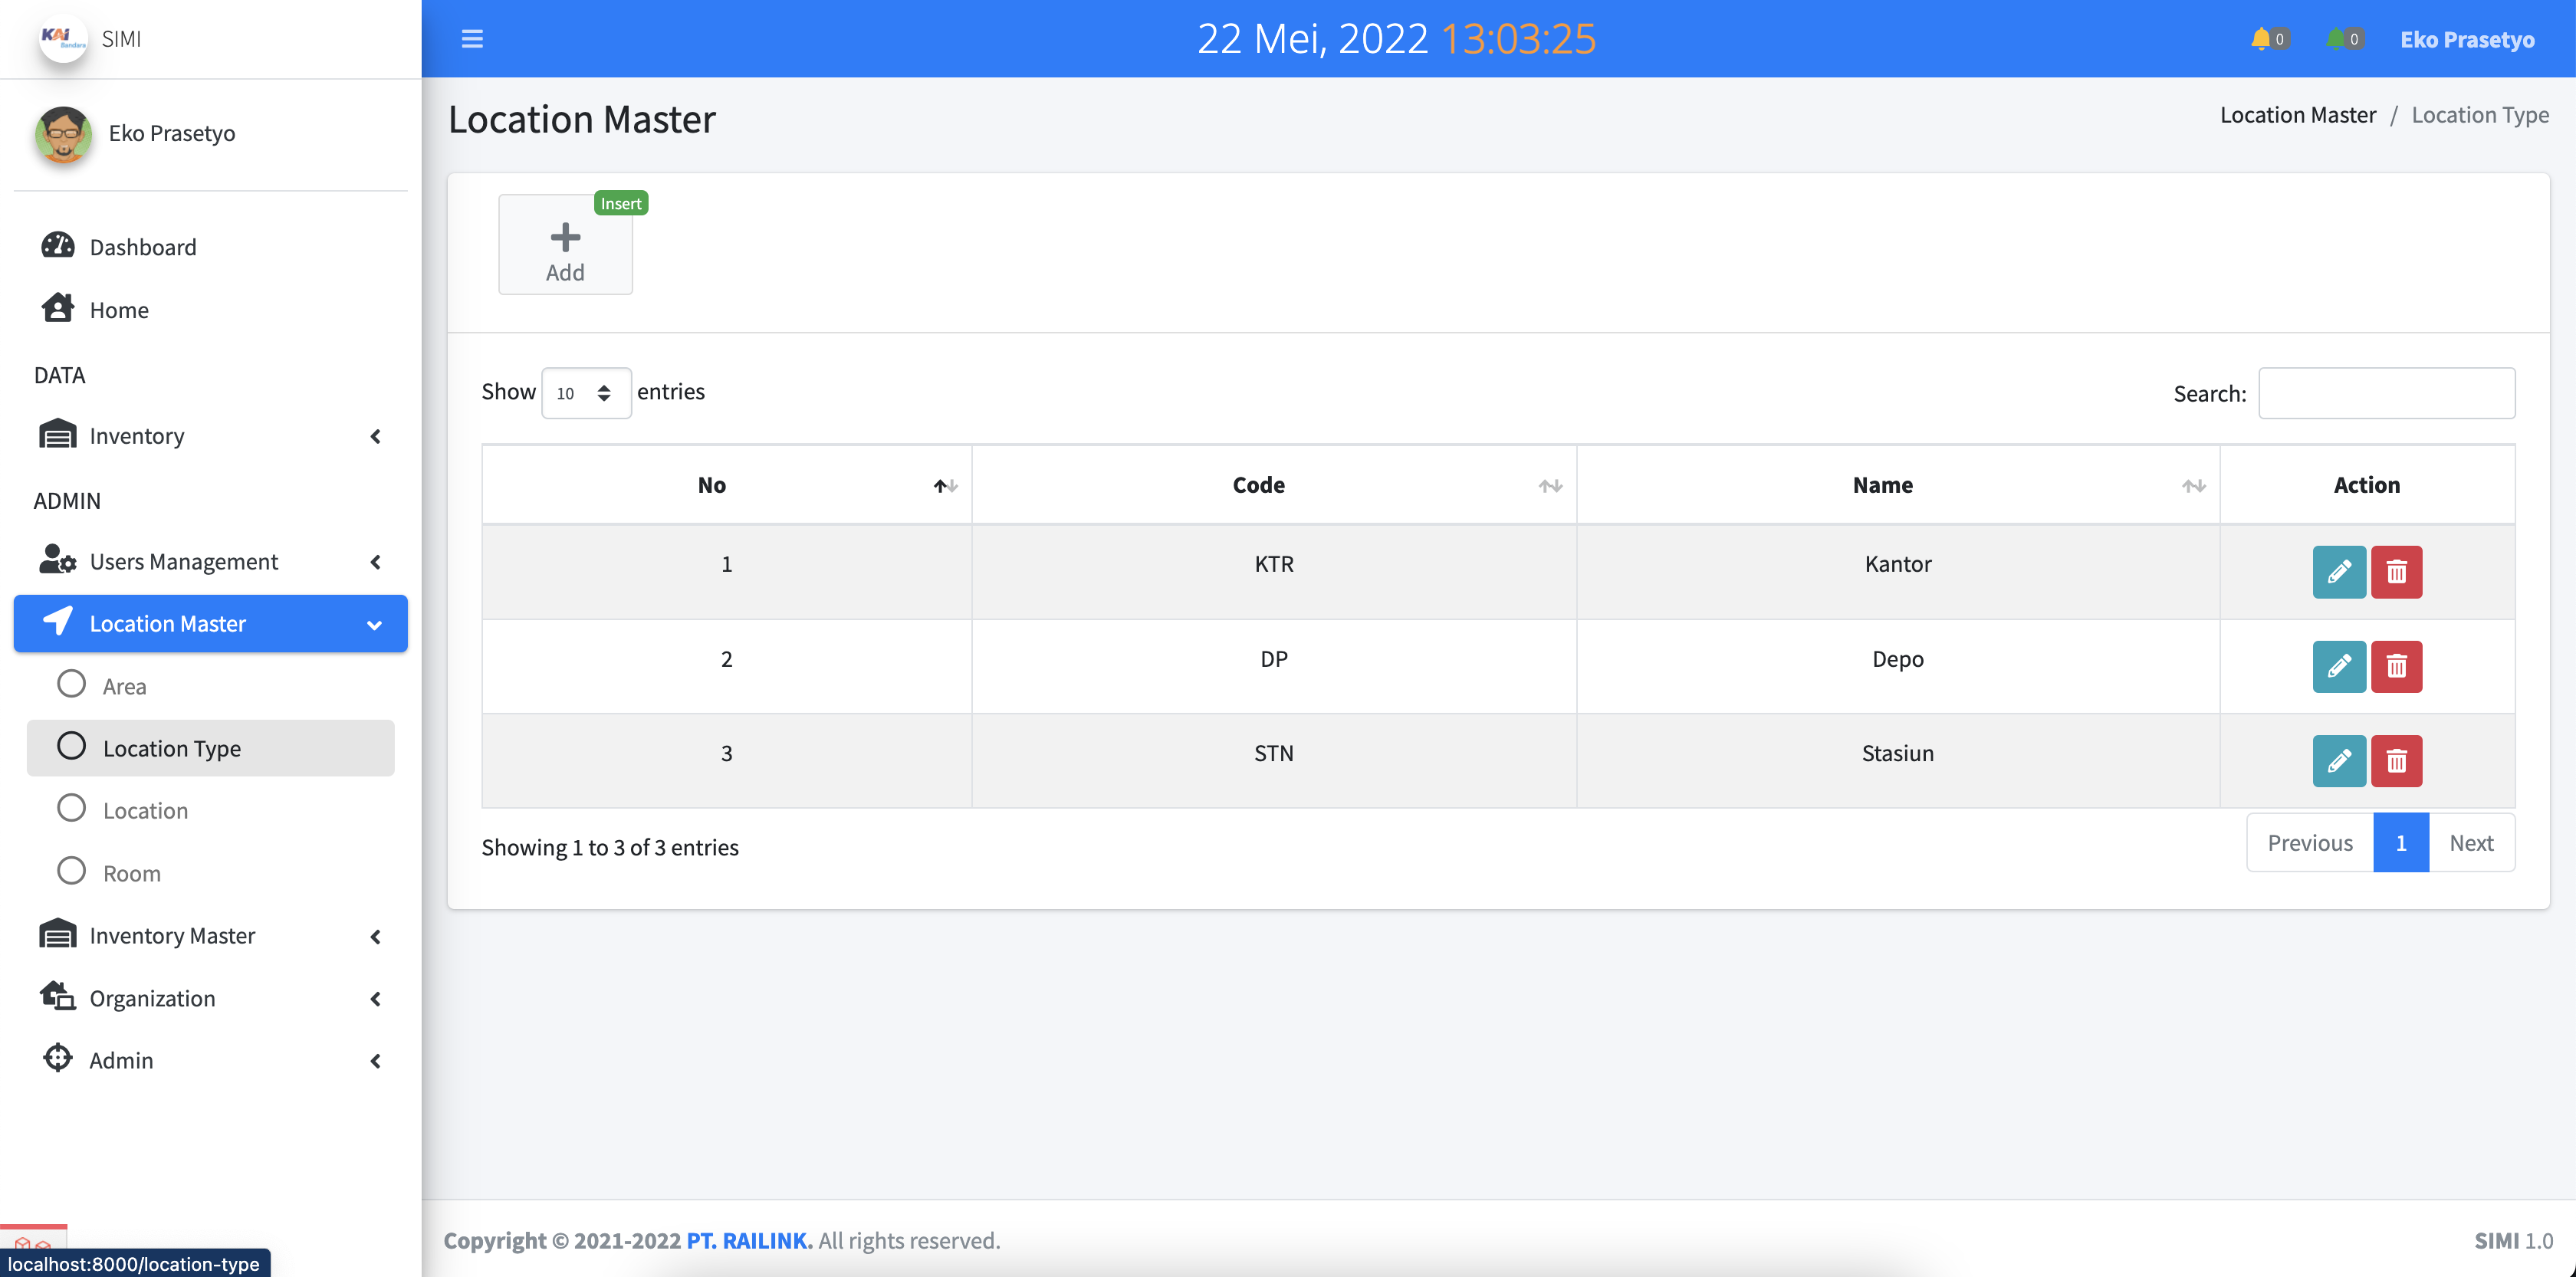 KAI Bandara SIMI
22 Mei, 2022 13:03:25
0 0 Eko Prasetyo
Eko Prasetyo
Dashboard
Home
DATA
Inventory
ADMIN
Users Management
Location Master
Area
Location Type
Location
Room
Inventory Master
Organization
Admin
Location Master
Location Master / Location Type
Insert
Add
Show 10 entries
Search:
No Code Name Action
1 KTR Kantor
2 DP Depo
3 STN Stasiun
Showing 1 to 3 of 3 entries
Previous 1 Next
Copyright © 2021-2022 PT. RAILINK. All rights reserved.
SIMI 1.0
localhost:8000/location-type